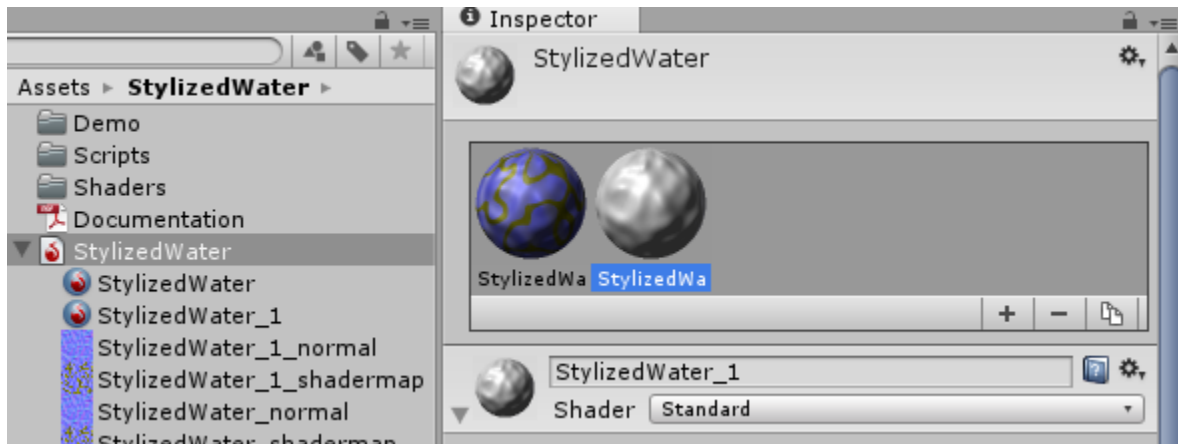 Assets ▸ StylizedWater ▸
Demo
Scripts
Shaders
Documentation
StylizedWater
StylizedWater
StylizedWater_1
StylizedWater_1_normal
StylizedWater_1_shadermap
StylizedWater_normal
StylizedWater_shadermap
Inspector
StylizedWater
StylizedWa StylizedWa
StylizedWater_1
Shader Standard